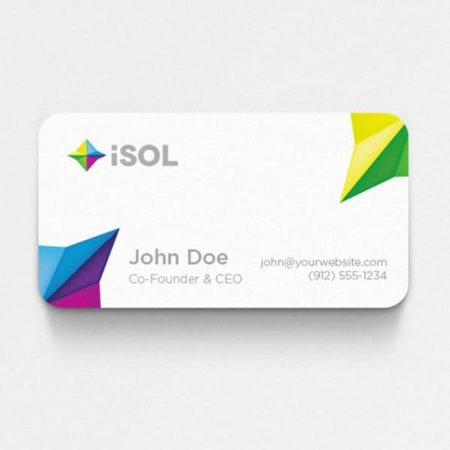 iSOL
John Doe
Co-Founder & CEO
john@yourwebsite.com
(912) 555-1234